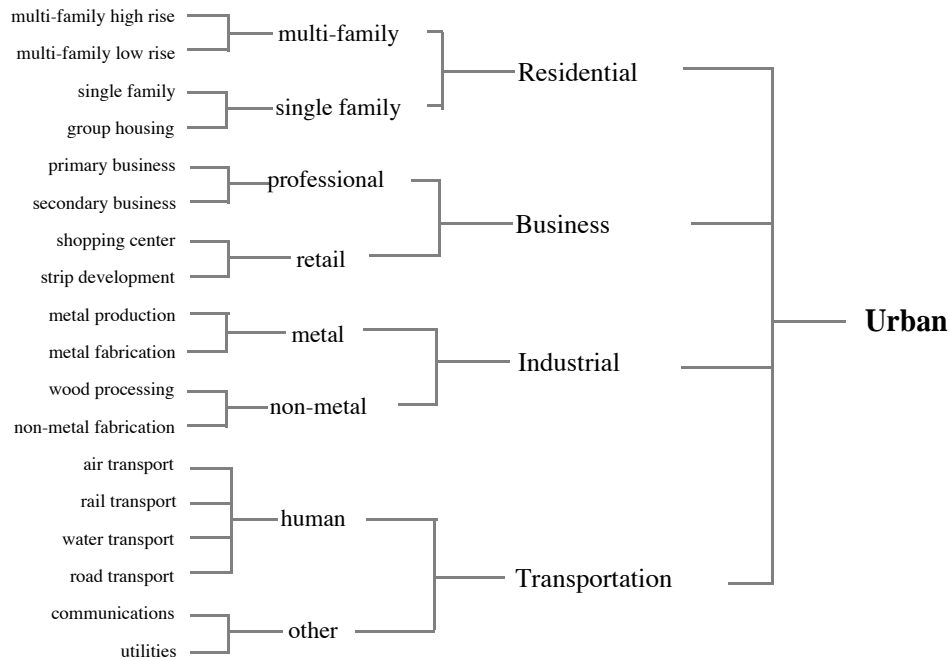 multi-family high rise
multi-family low rise
multi-family
single family
group housing
single family
Residential
primary business
secondary business
professional
shopping center
strip development
retail
Business
metal production
metal fabrication
metal
wood processing
non-metal fabrication
non-metal
Industrial
air transport
rail transport
water transport
road transport
human
communications
utilities
other
Transportation
Urban